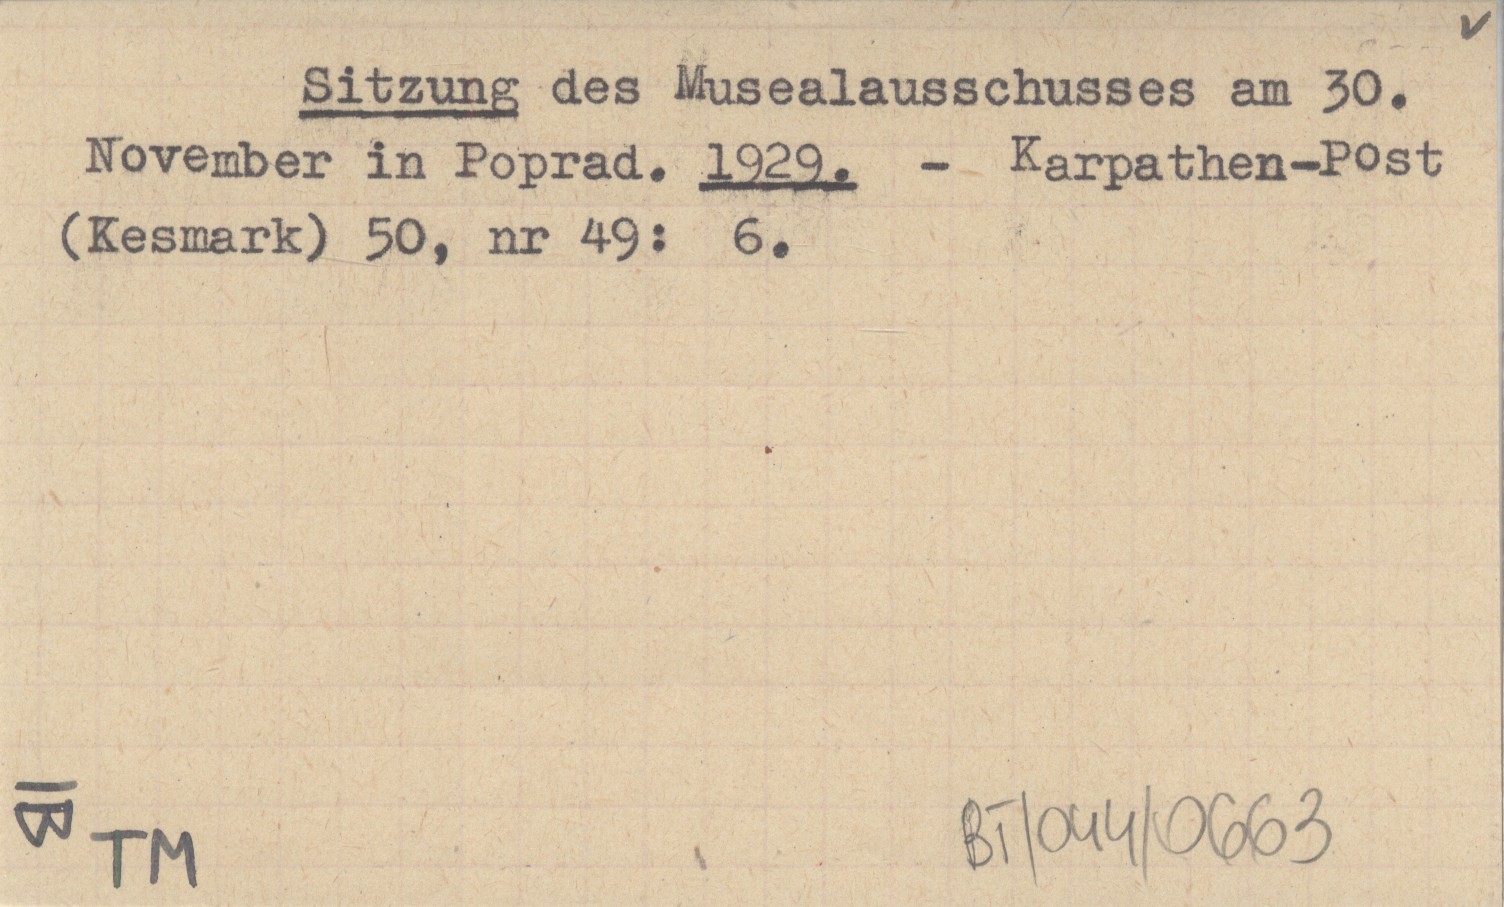 Sitzung des Musealausschusses am 30.
November in Poprad. 1929. - Karpathen-Post
(Kesmark) 50, nr 49: 6.
IB
TM
BT/044/0663